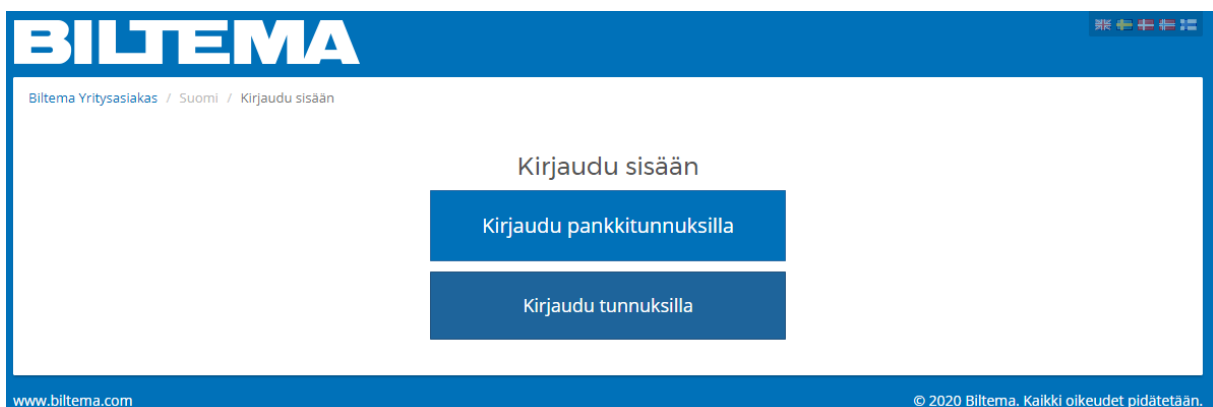 BILTEMA
Biltema Yritysasiakas / Suomi / Kirjaudu sisään
Kirjaudu sisään
Kirjaudu pankkitunnuksilla
Kirjaudu tunnuksilla
www.biltema.com
© 2020 Biltema. Kaikki oikeudet pidätetään.